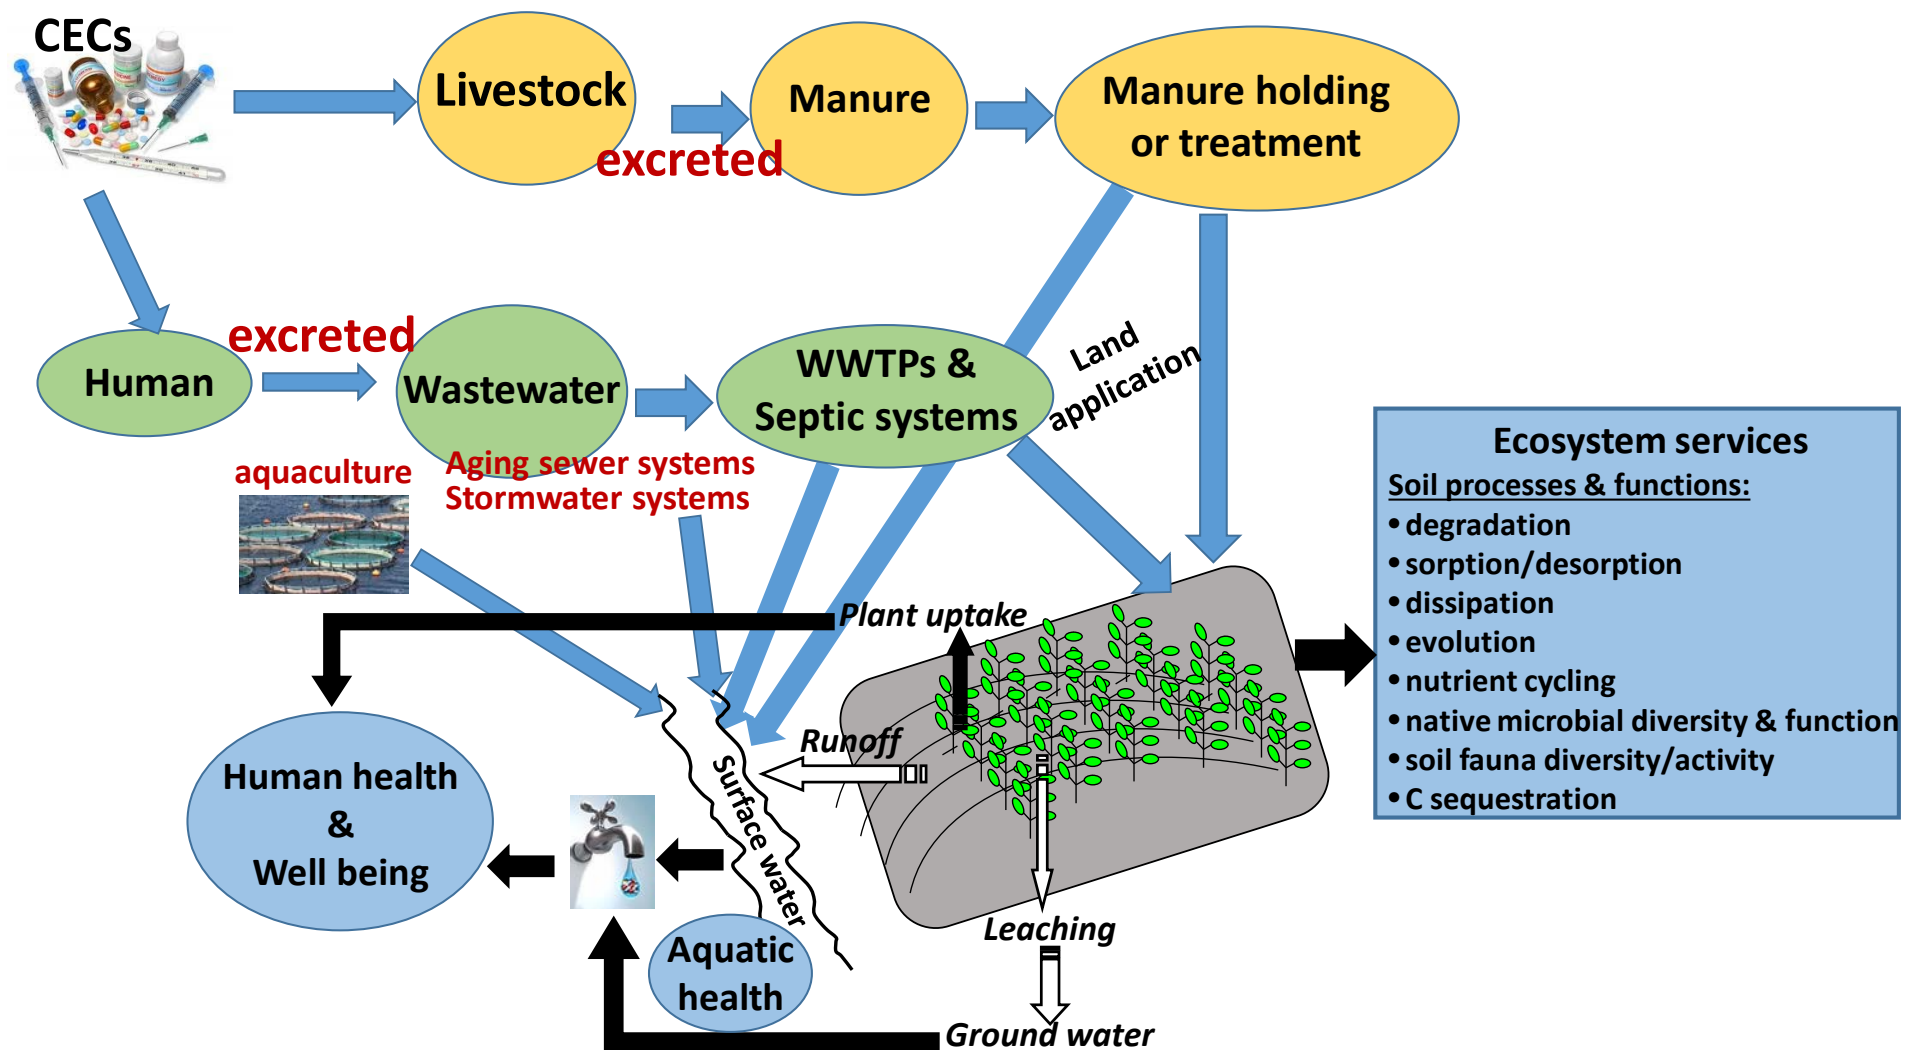 CECs
Livestock
excreted
Manure
Manure holding
or treatment
Human
excreted
Wastewater
WWTPs &
Septic systems
Land
application
aquaculture
Aging sewer systems
Stormwater systems
Ecosystem services
Soil processes & functions:
• degradation
• sorption/desorption
• dissipation
• evolution
• nutrient cycling
• native microbial diversity & function
• soil fauna diversity/activity
• C sequestration
Plant uptake
Runoff
Surface water
Human health
&
Well being
Leaching
Aquatic
health
Ground water